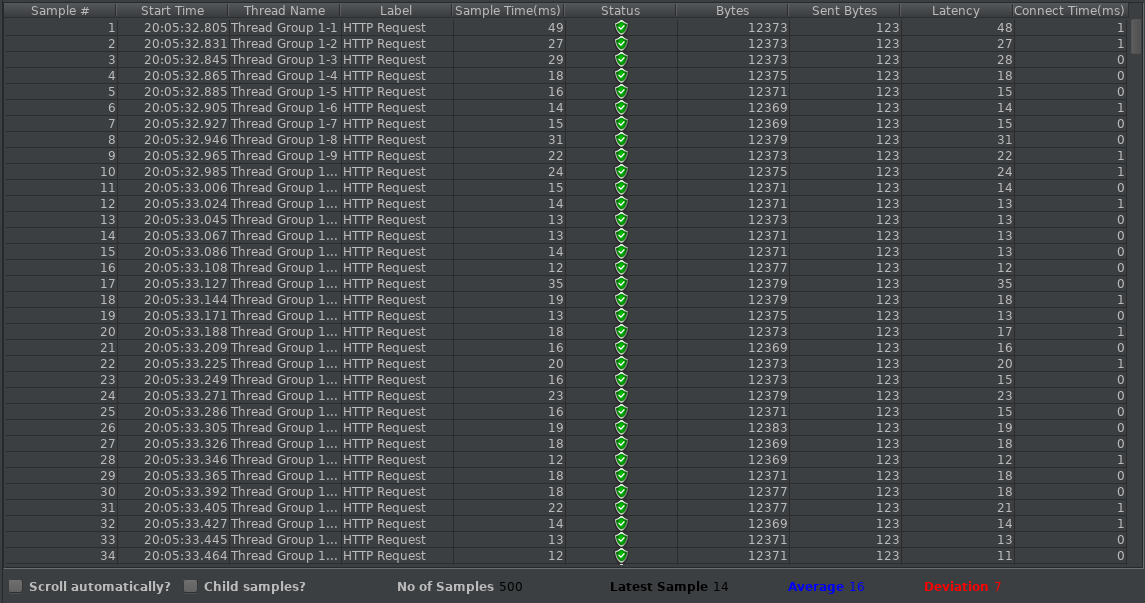 Sample # Start Time Thread Name Label Sample Time(ms) Status Bytes Sent Bytes Latency Connect Time(ms)
1 20:05:32.805 Thread Group 1-1 HTTP Request 49 12373 123 48 1
2 20:05:32.831 Thread Group 1-2 HTTP Request 27 12373 123 27 1
3 20:05:32.845 Thread Group 1-3 HTTP Request 29 12373 123 28 0
4 20:05:32.865 Thread Group 1-4 HTTP Request 18 12375 123 18 0
5 20:05:32.885 Thread Group 1-5 HTTP Request 16 12371 123 15 0
6 20:05:32.905 Thread Group 1-6 HTTP Request 14 12369 123 14 1
7 20:05:32.927 Thread Group 1-7 HTTP Request 15 12369 123 15 0
8 20:05:32.946 Thread Group 1-8 HTTP Request 31 12379 123 31 0
9 20:05:32.965 Thread Group 1-9 HTTP Request 22 12373 123 22 1
10 20:05:32.985 Thread Group 1... HTTP Request 24 12375 123 24 1
11 20:05:33.006 Thread Group 1... HTTP Request 15 12371 123 14 0
12 20:05:33.024 Thread Group 1... HTTP Request 14 12371 123 13 1
13 20:05:33.045 Thread Group 1... HTTP Request 13 12373 123 13 0
14 20:05:33.067 Thread Group 1... HTTP Request 13 12371 123 13 0
15 20:05:33.086 Thread Group 1... HTTP Request 14 12371 123 13 0
16 20:05:33.108 Thread Group 1... HTTP Request 12 12377 123 12 0
17 20:05:33.127 Thread Group 1... HTTP Request 35 12379 123 35 0
18 20:05:33.144 Thread Group 1... HTTP Request 19 12379 123 18 1
19 20:05:33.171 Thread Group 1... HTTP Request 13 12375 123 13 0
20 20:05:33.188 Thread Group 1... HTTP Request 18 12373 123 17 1
21 20:05:33.209 Thread Group 1... HTTP Request 16 12369 123 16 0
22 20:05:33.225 Thread Group 1... HTTP Request 20 12373 123 20 1
23 20:05:33.249 Thread Group 1... HTTP Request 16 12373 123 15 0
24 20:05:33.271 Thread Group 1... HTTP Request 23 12379 123 23 0
25 20:05:33.286 Thread Group 1... HTTP Request 16 12371 123 15 0
26 20:05:33.305 Thread Group 1... HTTP Request 19 12383 123 19 0
27 20:05:33.326 Thread Group 1... HTTP Request 18 12369 123 18 0
28 20:05:33.346 Thread Group 1... HTTP Request 12 12369 123 12 1
29 20:05:33.365 Thread Group 1... HTTP Request 18 12371 123 18 0
30 20:05:33.392 Thread Group 1... HTTP Request 18 12377 123 18 0
31 20:05:33.405 Thread Group 1... HTTP Request 22 12377 123 21 1
32 20:05:33.427 Thread Group 1... HTTP Request 14 12369 123 14 1
33 20:05:33.445 Thread Group 1... HTTP Request 13 12371 123 13 0
34 20:05:33.464 Thread Group 1... HTTP Request 12 12371 123 11 0
Scroll automatically? Child samples? No of Samples 500 Latest Sample 14 Average 16 Deviation 7